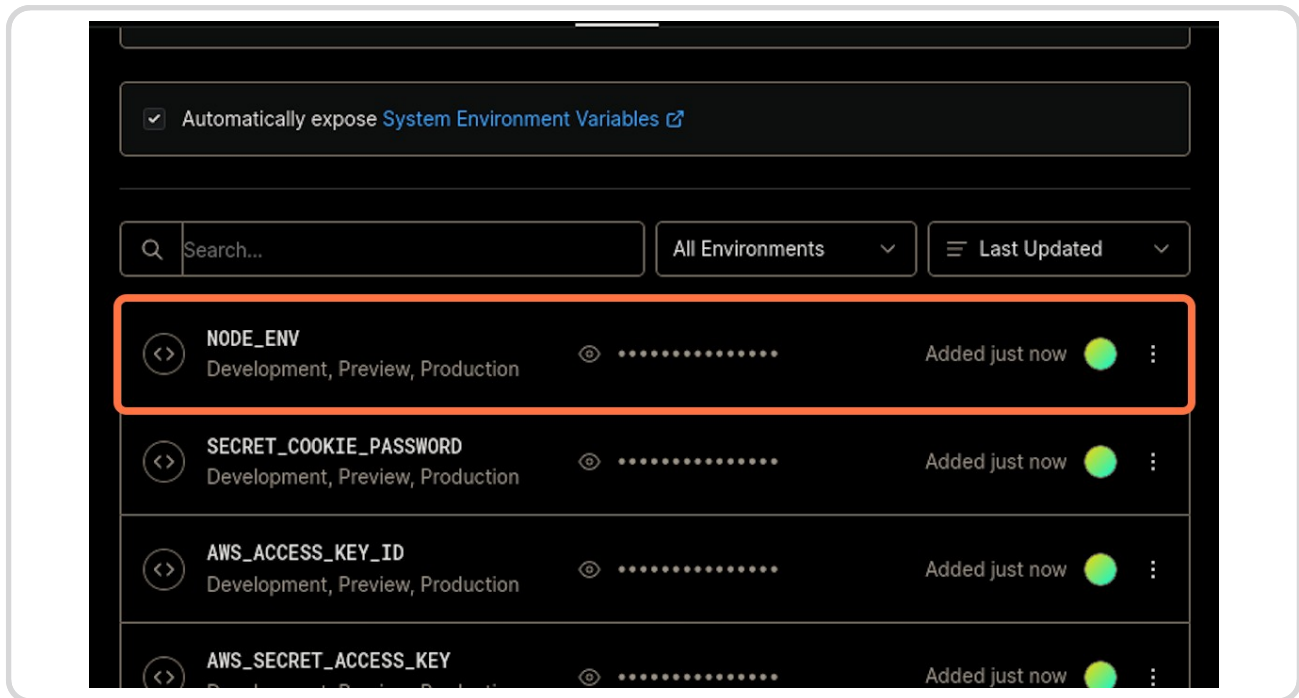 Automatically expose System Environment Variables
Search...
All Environments
Last Updated
NODE_ENV
Development, Preview, Production
•••••••••••••••
Added just now
SECRET_COOKIE_PASSWORD
Development, Preview, Production
•••••••••••••••
Added just now
AWS_ACCESS_KEY_ID
Development, Preview, Production
•••••••••••••••
Added just now
AWS_SECRET_ACCESS_KEY
•••••••••••••••
Added just now